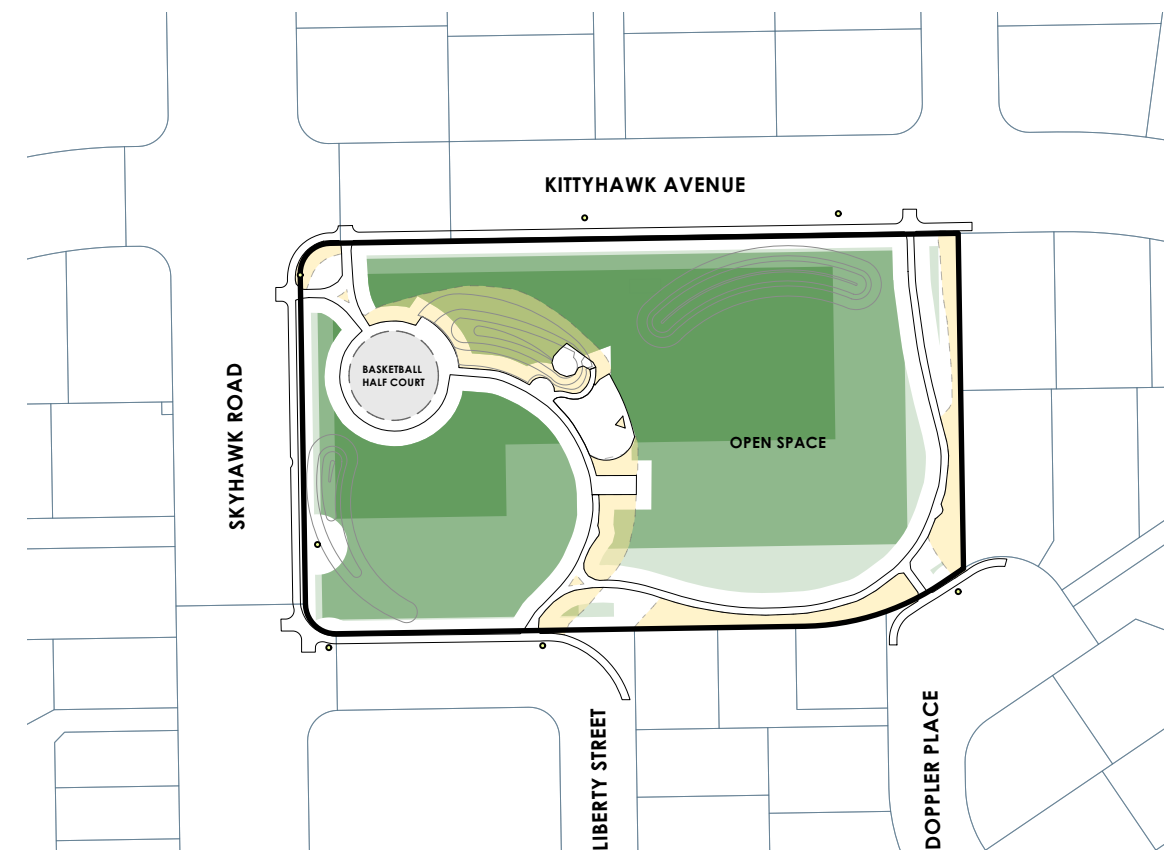 KITTYHAWK AVENUE
SKYHAWK ROAD
BASKETBALL
HALF COURT
OPEN SPACE
LIBERTY STREET
DOPPLER PLACE